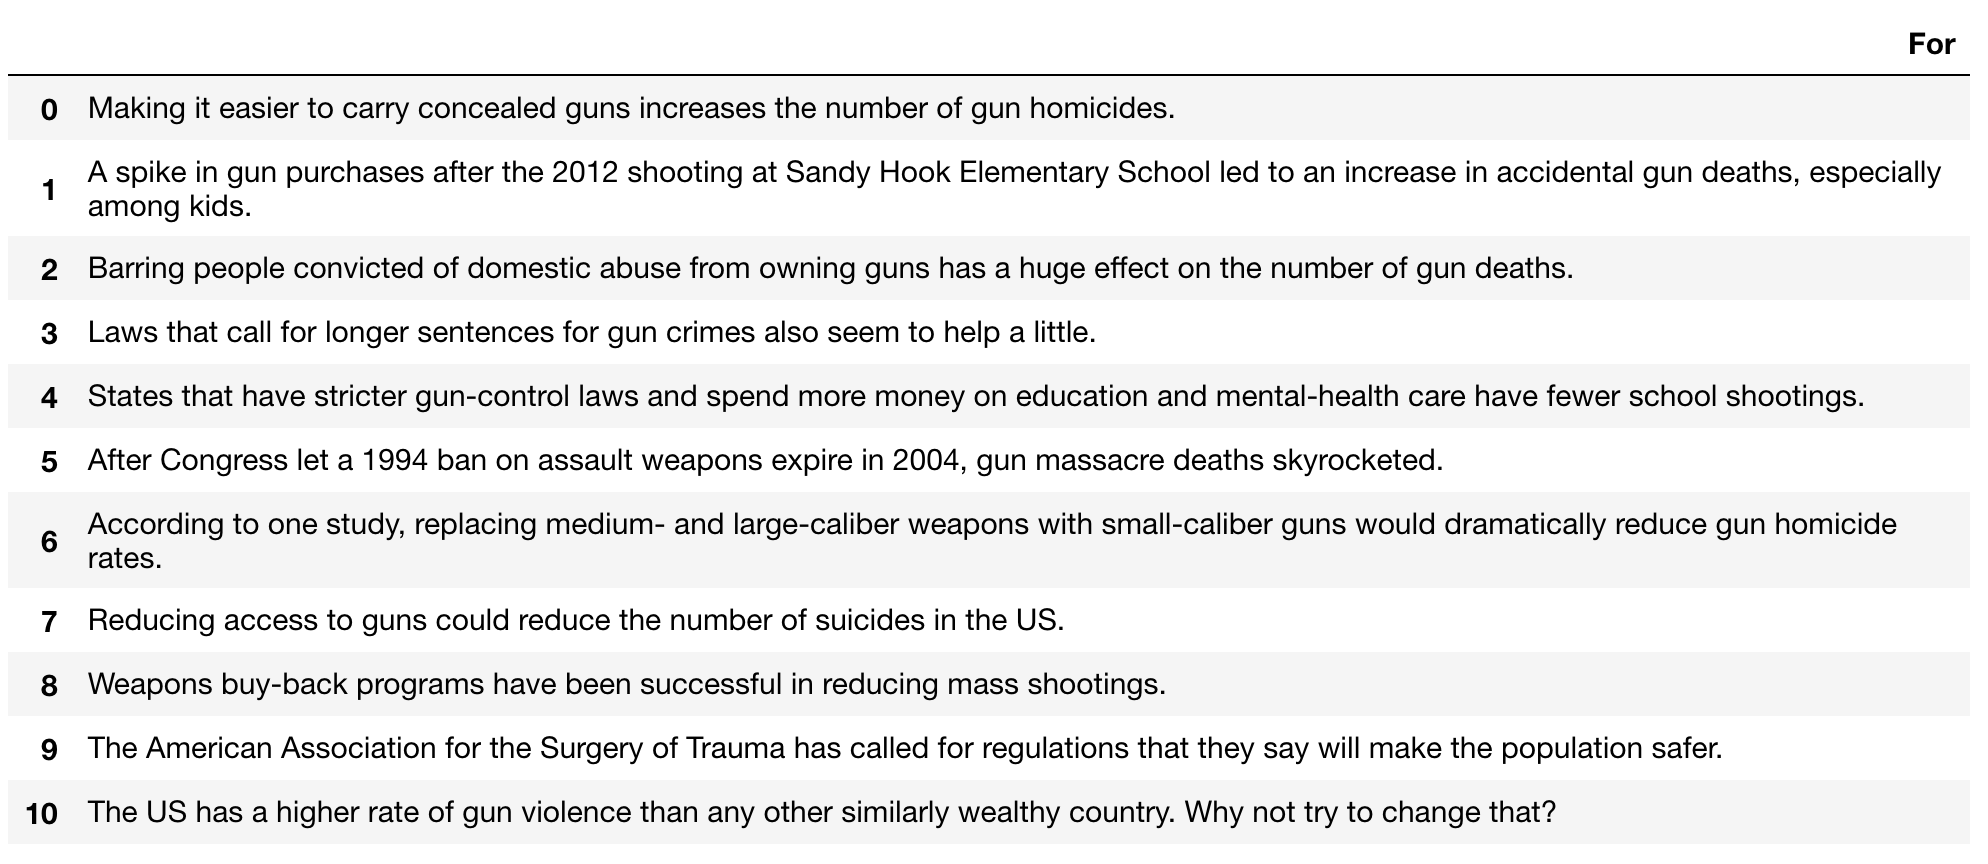 For
0 Making it easier to carry concealed guns increases the number of gun homicides.
A spike in gun purchases after the 2012 shooting at Sandy Hook Elementary School led to an increase in accidental gun deaths, especially
1
among kids.
2 Barring people convicted of domestic abuse from owning guns has a huge effect on the number of gun deaths.
3 Laws that call for longer sentences for gun crimes also seem to help a little.
4 States that have stricter gun-control laws and spend more money on education and mental-health care have fewer school shootings.
5 After Congress let a 1994 ban on assault weapons expire in 2004, gun massacre deaths skyrocketed.
According to one study, replacing medium- and large-caliber weapons with small-caliber guns would dramatically reduce gun homicide
6
rates.
7 Reducing access to guns could reduce the number of suicides in the US.
8 Weapons buy-back programs have been successful in reducing mass shootings.
9 The American Association for the Surgery of Trauma has called for regulations that they say will make the population safer.
10 The US has a higher rate of gun violence than any other similarly wealthy country. Why not try to change that?